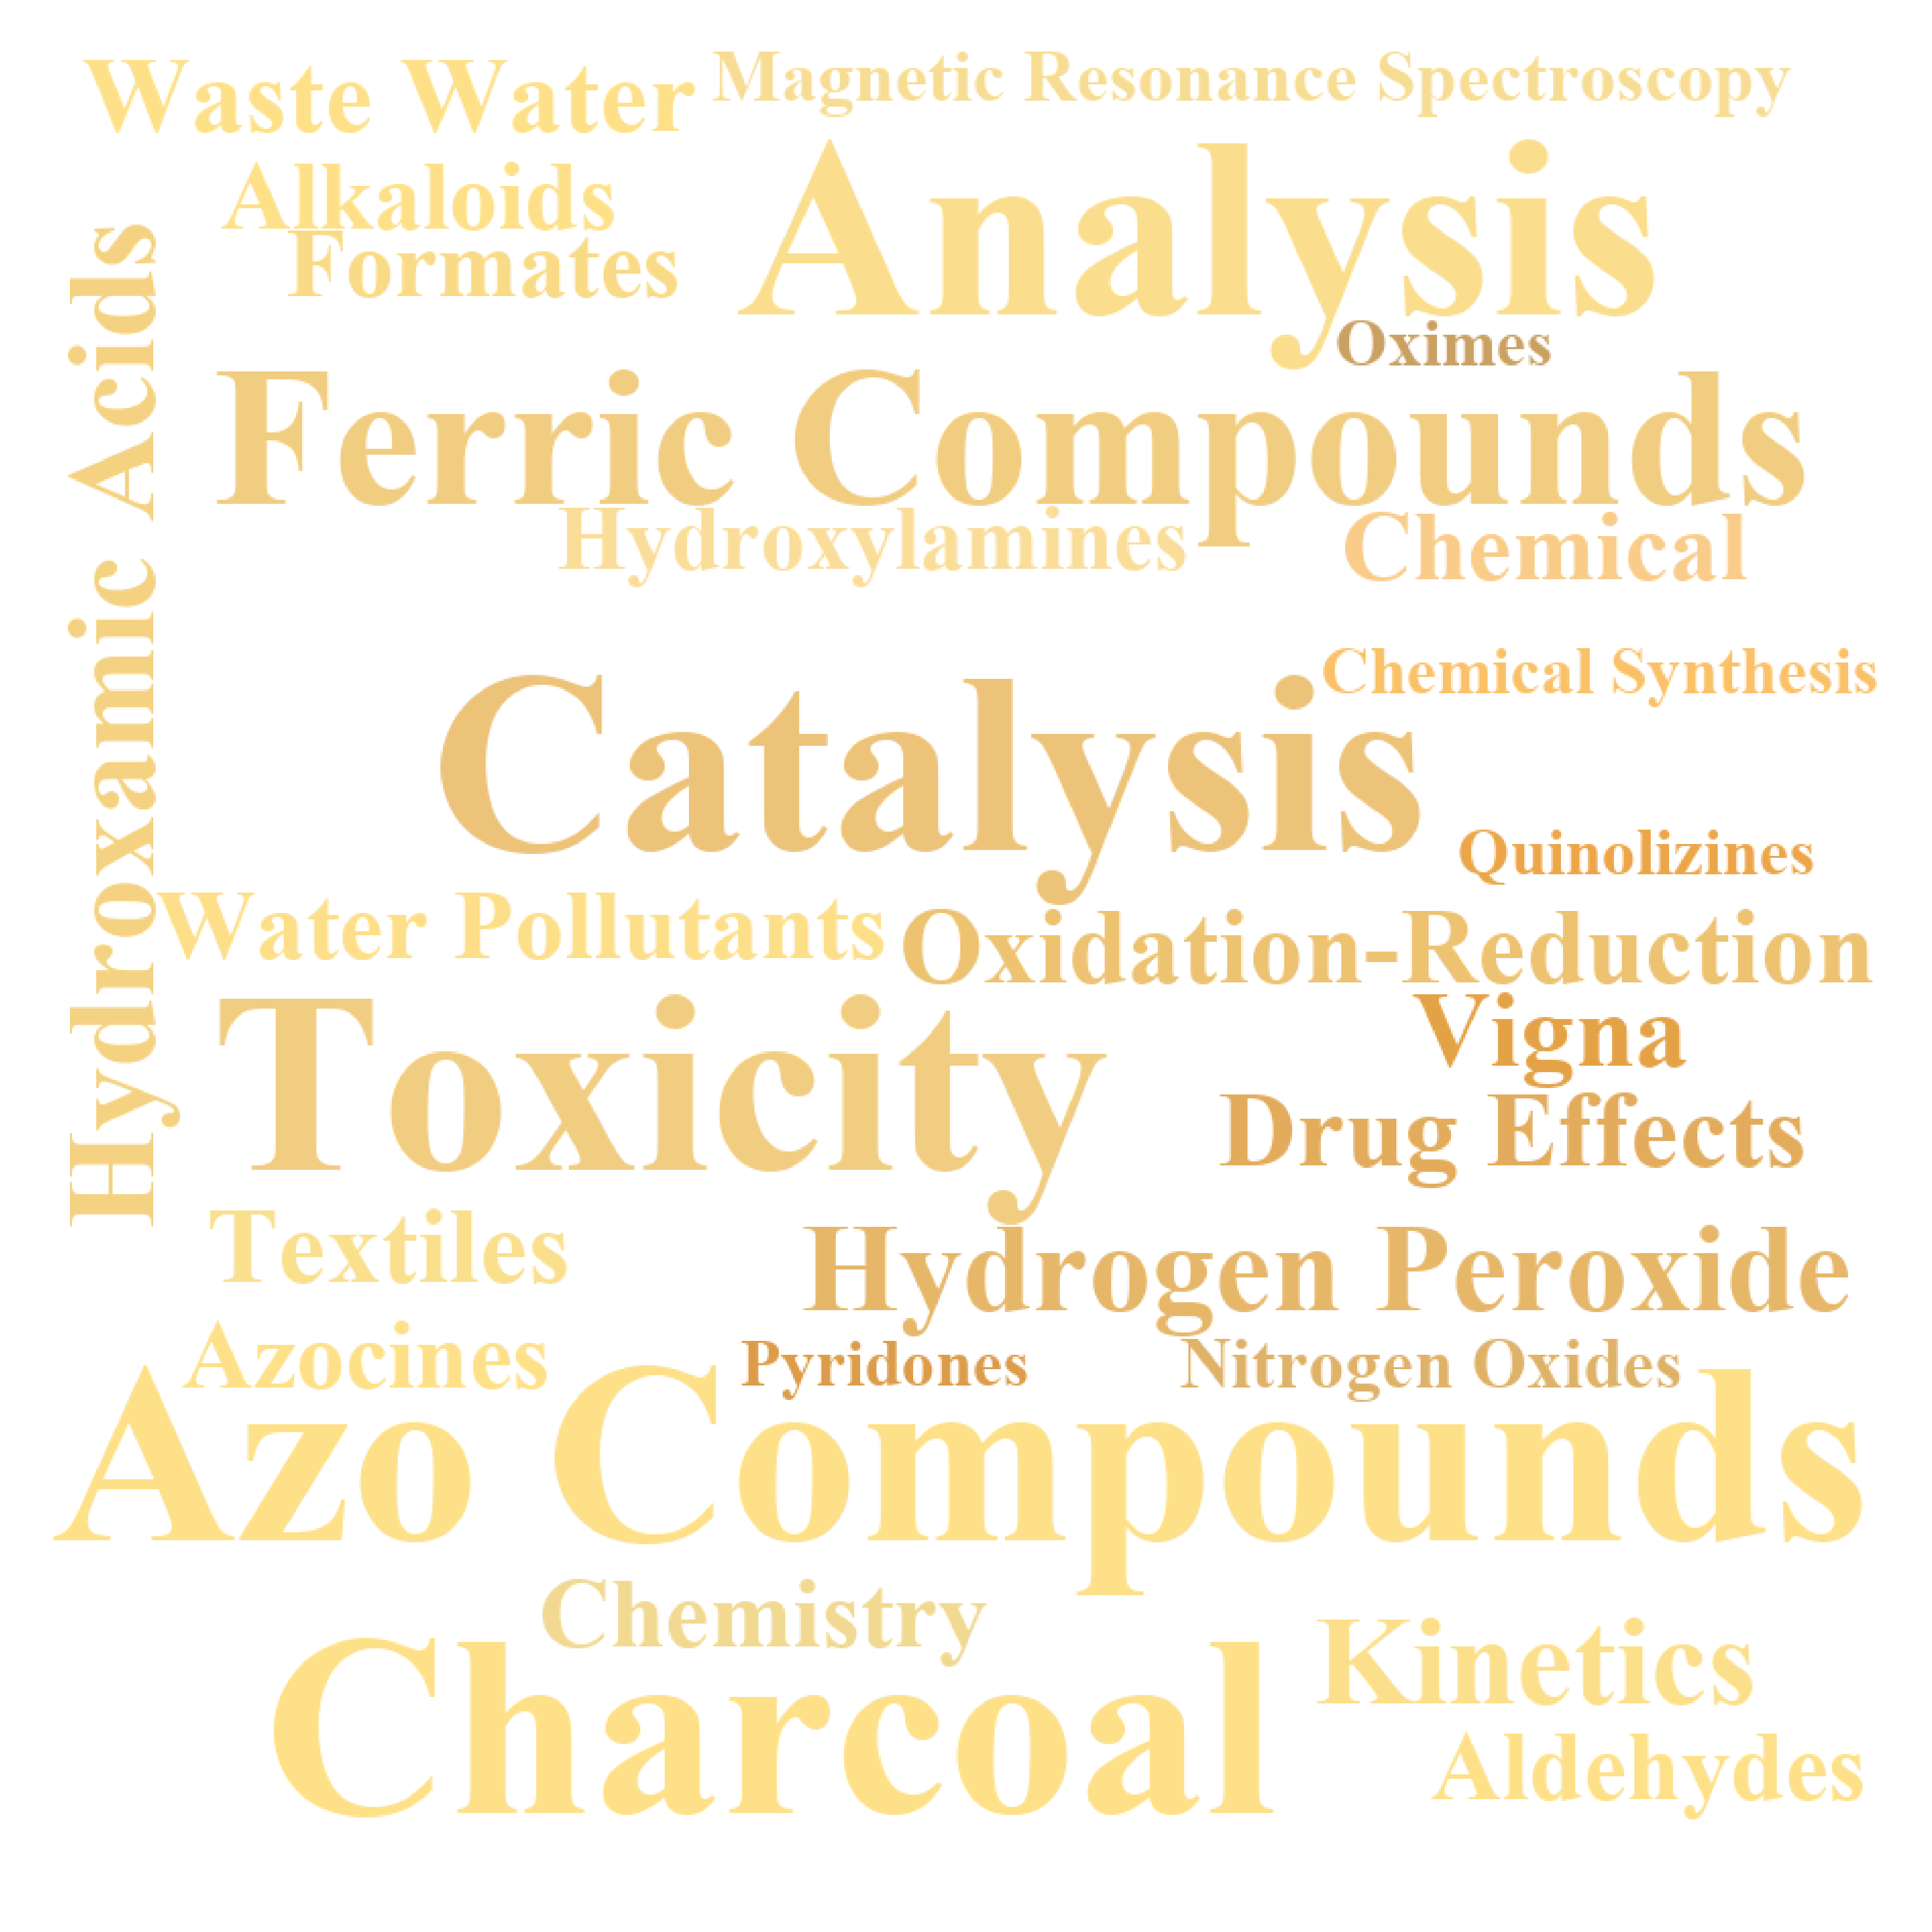 Waste Water
Magnetic Resonance Spectroscopy
Alkaloids
Analysis
Formates
Hydroxamic Acids
Oximes
Ferric Compounds
Hydroxylamines
Chemical
Chemical Synthesis
Catalysis
Quinolizines
Water Pollutants
Oxidation-Reduction
Toxicity
Vigna
Drug Effects
Textiles
Hydrogen Peroxide
Azocines
Pyridones
Nitrogen Oxides
Azo Compounds
Chemistry
Kinetics
Charcoal
Aldehydes